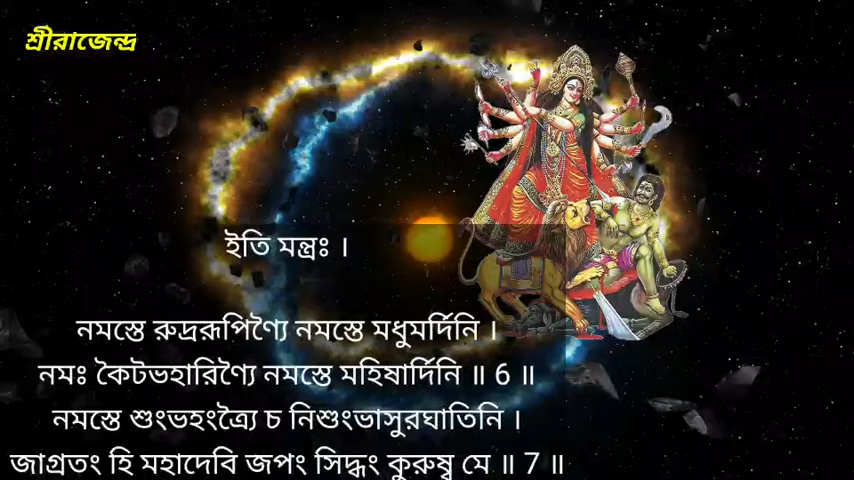 শ্রীরাজেন্দ্র
ইতি মন্ত্রঃ ।
নমস্তে রুদ্ররূপিণ্যৈ নমস্তে মধুমর্দিনি ।
নমঃ কৈটভহারিণ্যৈ নমস্তে মহিষার্দিনি ॥ 6 ॥
নমস্তে শুংভহংত্র্যৈ চ নিশুংভাসুরঘাতিনি ।
জাগ্রতং হি মহাদেবি জপং সিদ্ধং কুরুষ্ব মে ॥ 7 ॥